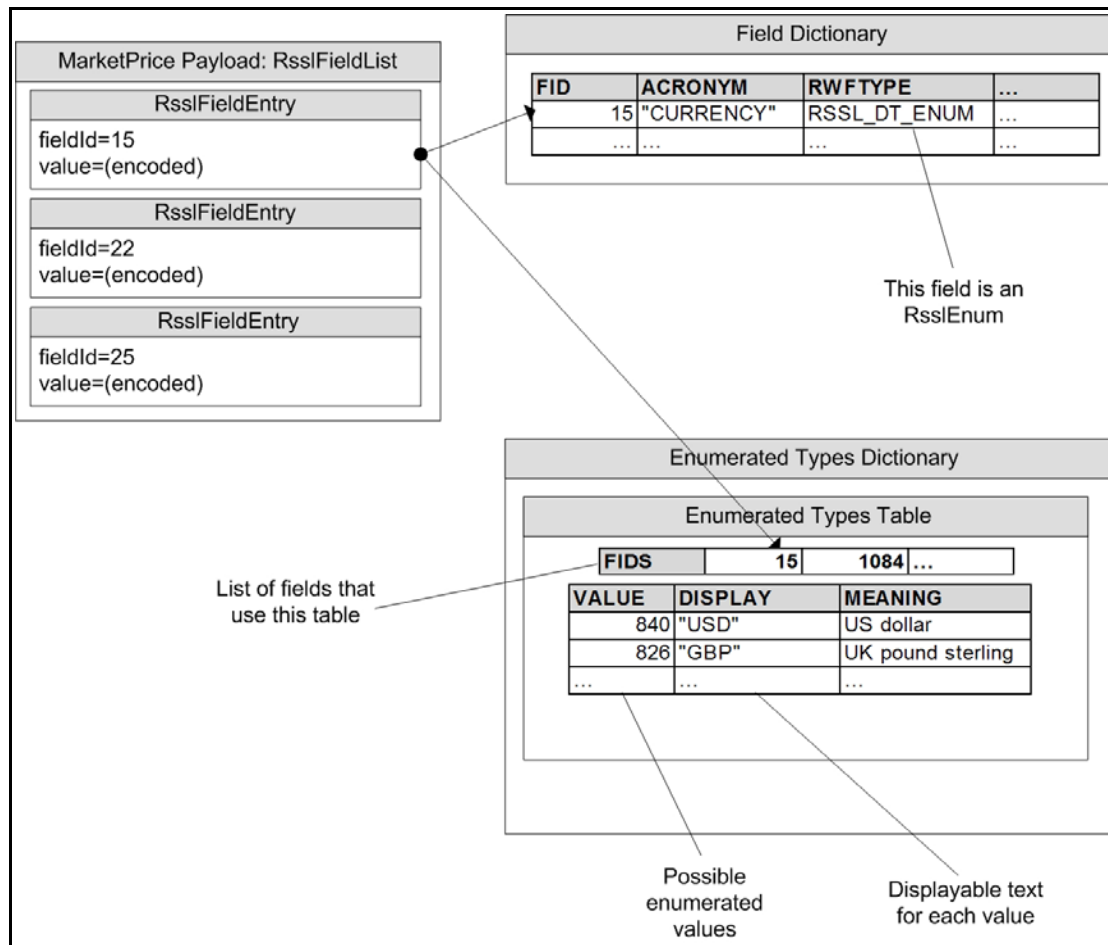 MarketPrice Payload: RsslFieldList
RsslFieldEntry
fieldId=15
value=(encoded)
RsslFieldEntry
fieldId=22
value=(encoded)
RsslFieldEntry
fieldId=25
value=(encoded)
Field Dictionary
FID ACRONYM RWFTYPE ...
15 "CURRENCY" RSSL_DT_ENUM ...
... ... ... ...
This field is an
RsslEnum
Enumerated Types Dictionary
Enumerated Types Table
FIDS 15 1084 ...
List of fields that
use this table
VALUE DISPLAY MEANING
840 "USD" US dollar
826 "GBP" UK pound sterling
... ... ...
Possible
enumerated
values
Displayable text
for each value